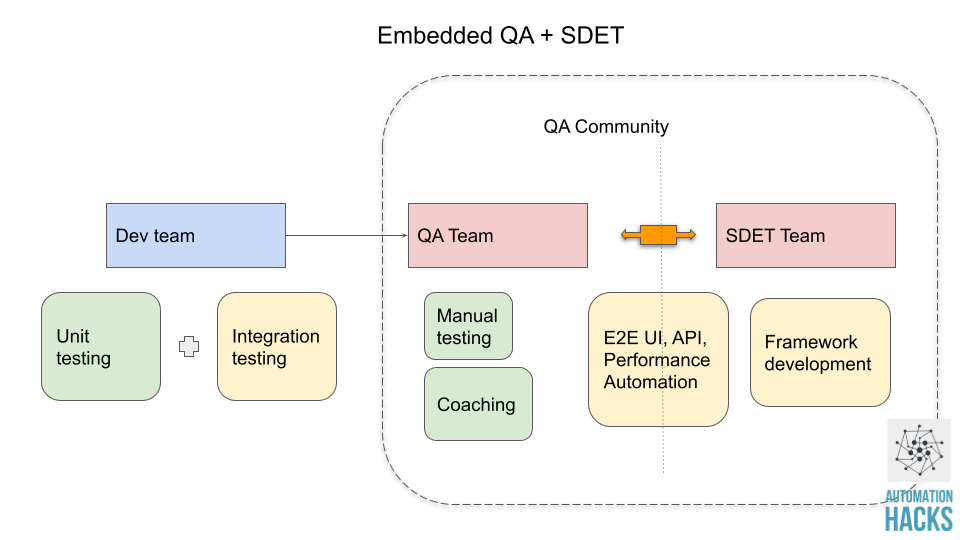 Embedded QA + SDET
QA Community
Dev team
QA Team
SDET Team
Unit
testing
Integration
testing
Manual
testing
Coaching
E2E UI, API,
Performance
Automation
Framework
development
AUTOMATION
HACKS